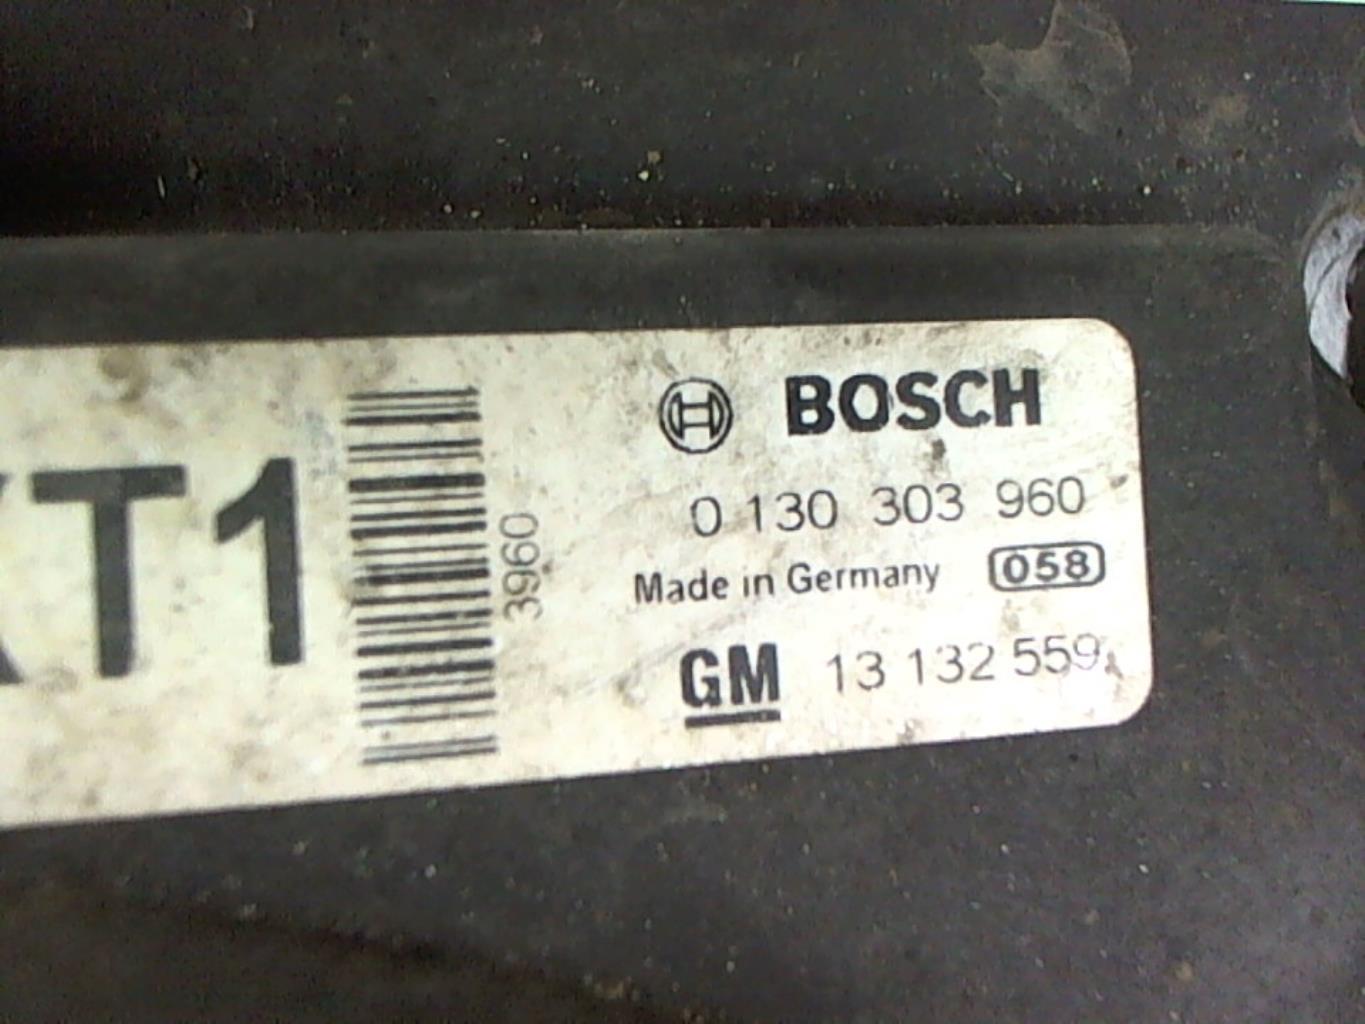 XT1
3960
BOSCH
0 130 303 960
Made in Germany 058
GM 13 132 559